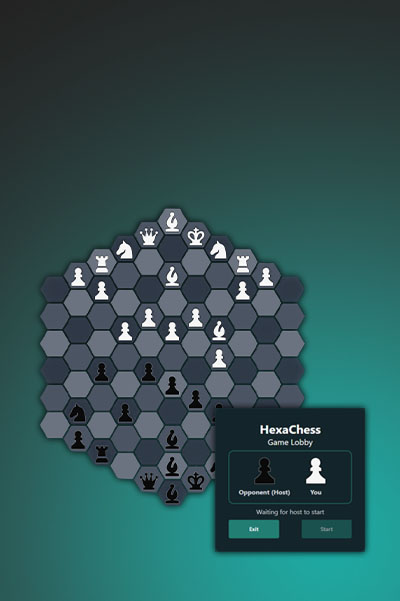 HexaChess
Game Lobby
Opponent (Host) You
Waiting for host to start
Exit Start